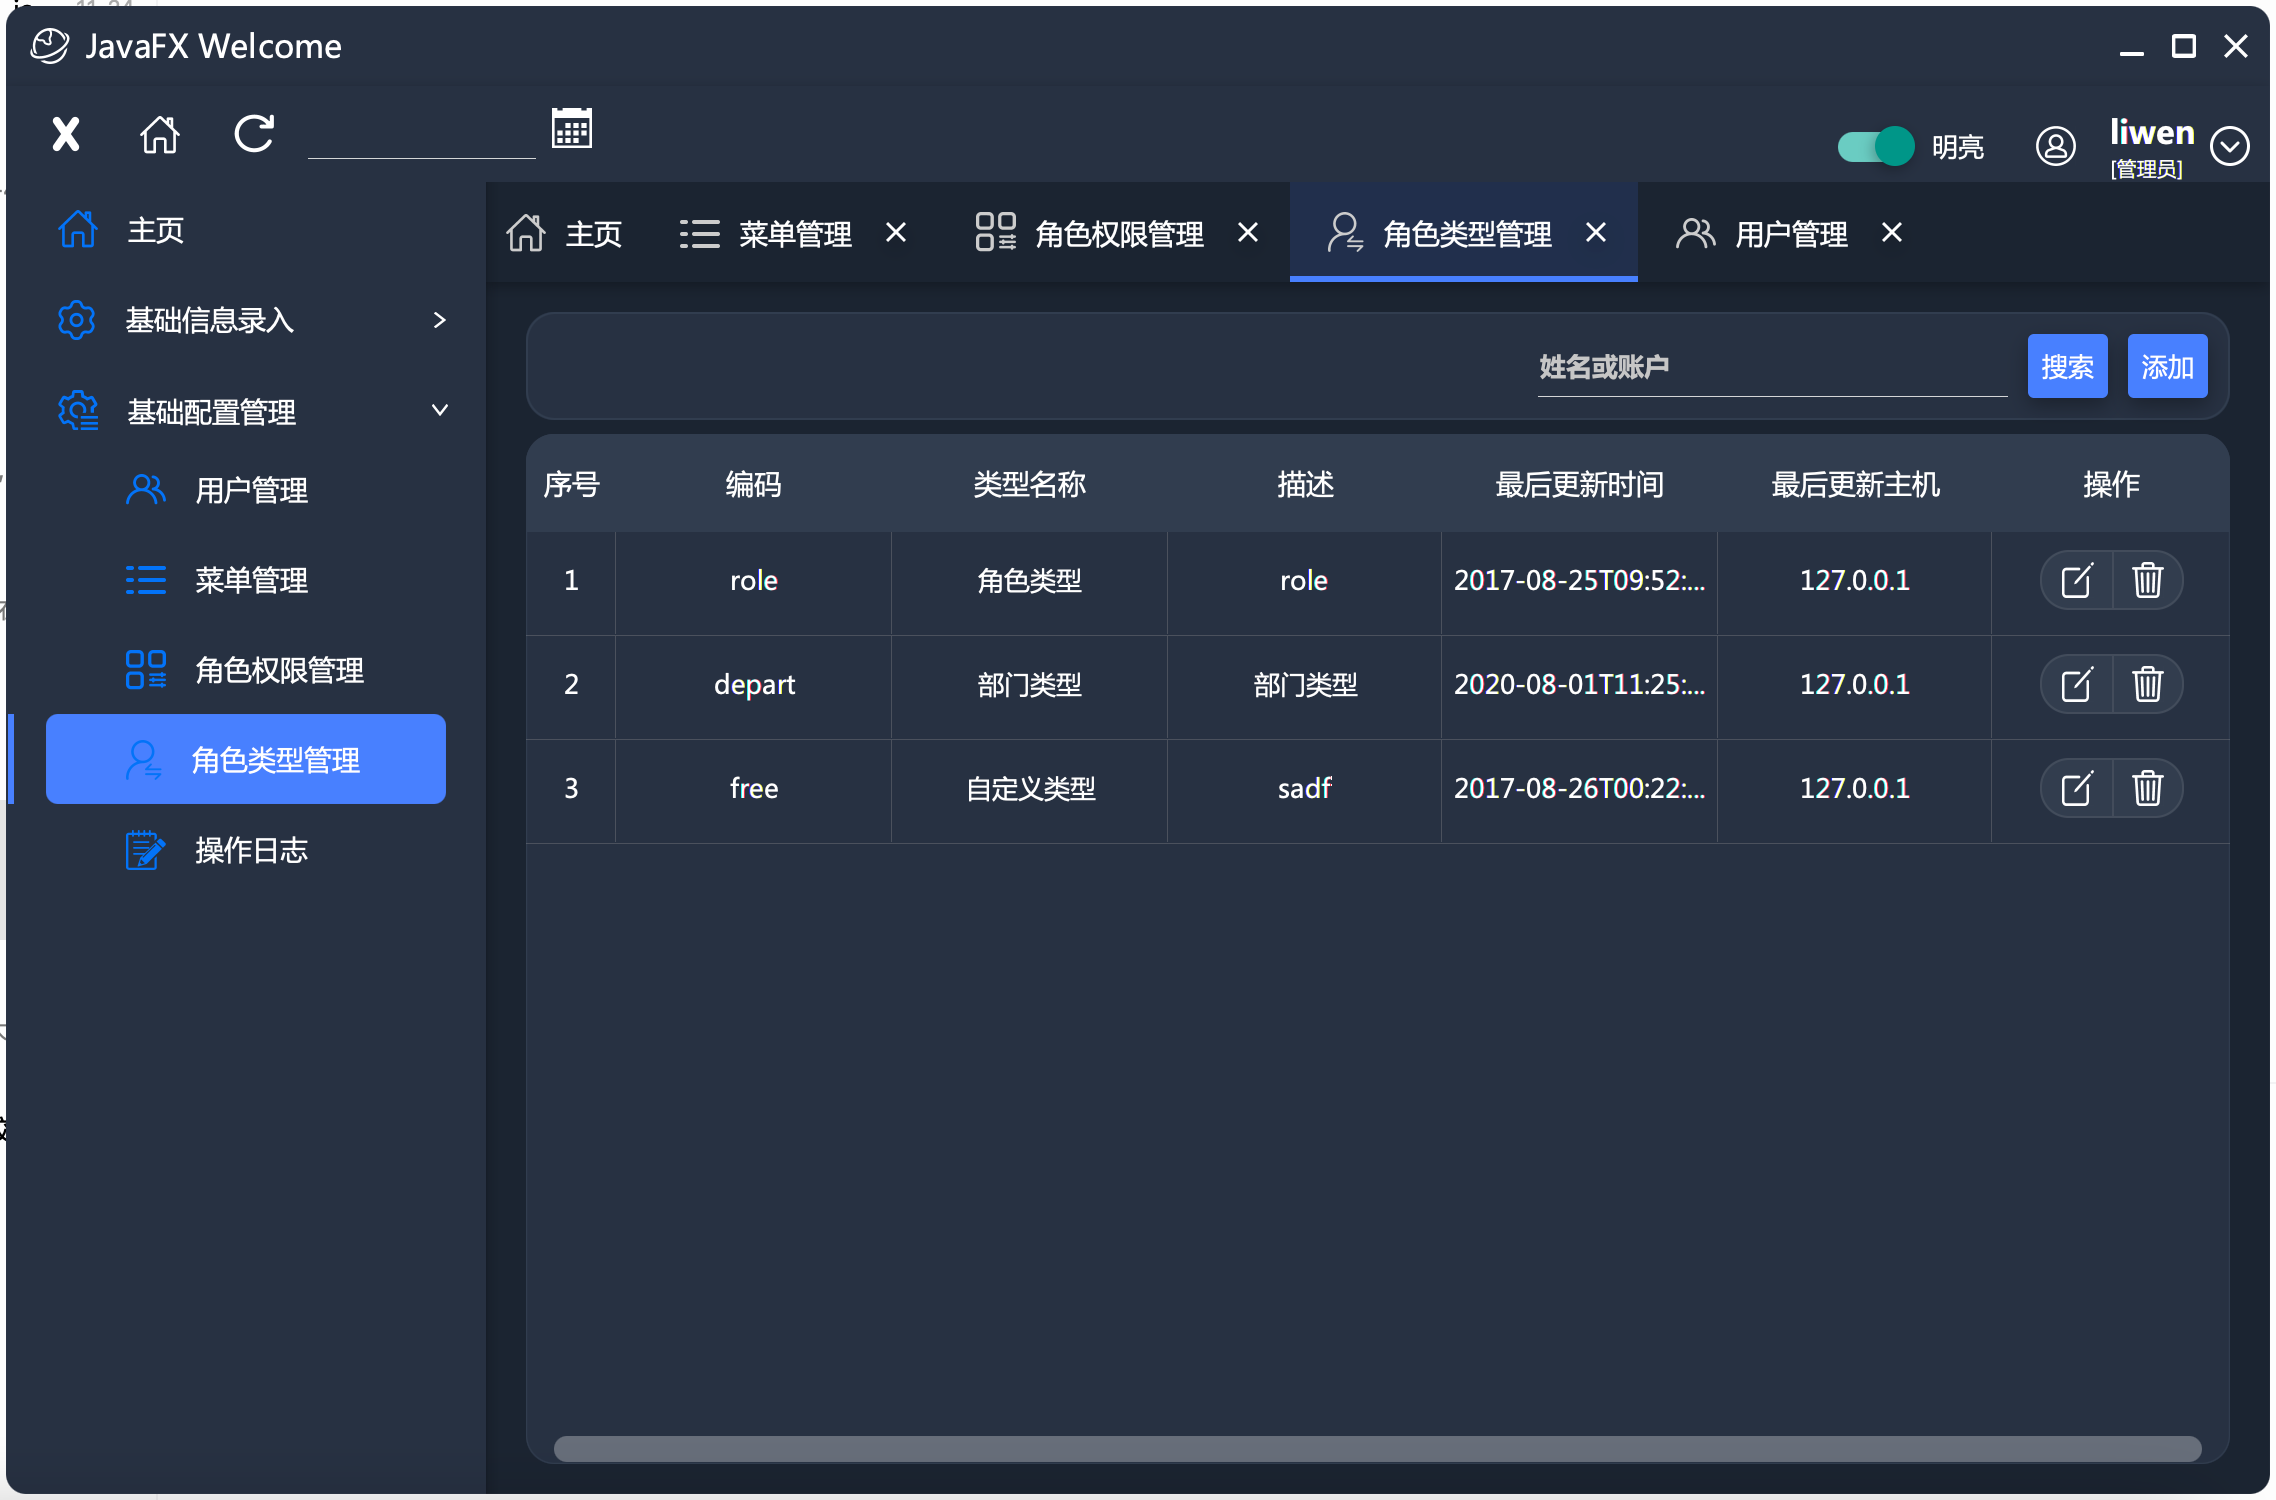 JavaFX Welcome
明亮
liwen
[管理员]
主页
基础信息录入
基础配置管理
用户管理
菜单管理
角色权限管理
角色类型管理
操作日志
主页 菜单管理 角色权限管理 角色类型管理 用户管理
姓名或账户 搜索 添加
序号 编码 类型名称 描述 最后更新时间 最后更新主机 操作
1 role 角色类型 role 2017-08-25T09:52:... 127.0.0.1
2 depart 部门类型 部门类型 2020-08-01T11:25:... 127.0.0.1
3 free 自定义类型 sadf 2017-08-26T00:22:... 127.0.0.1